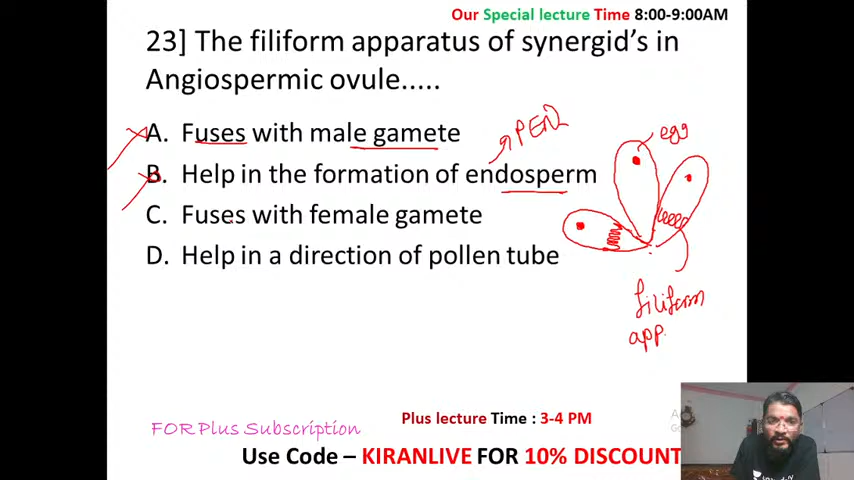 Our Special lecture Time 8:00-9:00AM
23] The filiform apparatus of synergid's in
Angiospermic ovule.....
A. Fuses with male gamete
B. Help in the formation of endosperm
C. Fuses with female gamete
D. Help in a direction of pollen tube
PEN
egg
filiform
app.
Plus lecture Time : 3-4 PM
FOR Plus Subscription
Use Code – KIRANLIVE FOR 10% DISCOUNT